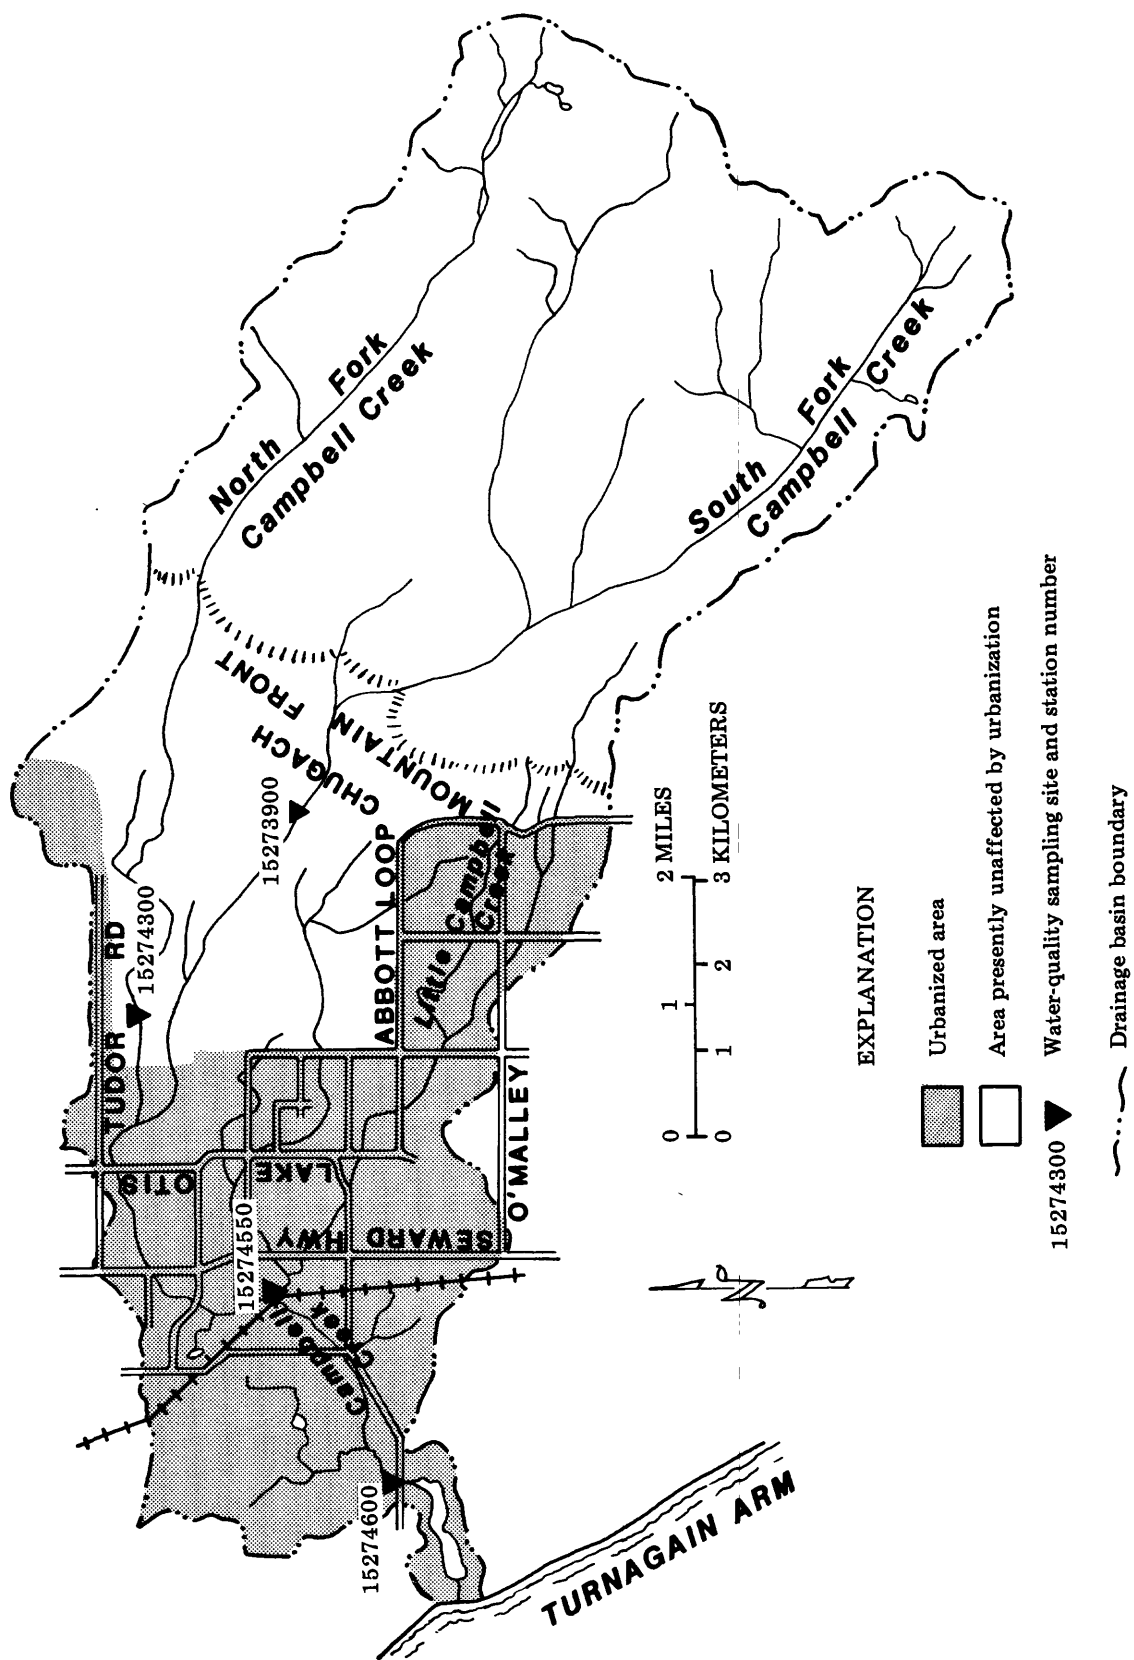 North Fork
Campbell Creek
South Fork
Campbell Creek
CHUGACH
MOUNTAIN FRONT
15273900
15274300
TUDOR RD
ABBOTT LOOP
Little Campbell
Creek
OTIS
LAKE
O'MALLEY
SEWARD HWY
15274550
Campbell
Creek
15274600
TURNAGAIN ARM
N
0 1 2 MILES
0 1 2 3 KILOMETERS
EXPLANATION
Urbanized area
Area presently unaffected by urbanization
15274300 Water-quality sampling site and station number
Drainage basin boundary